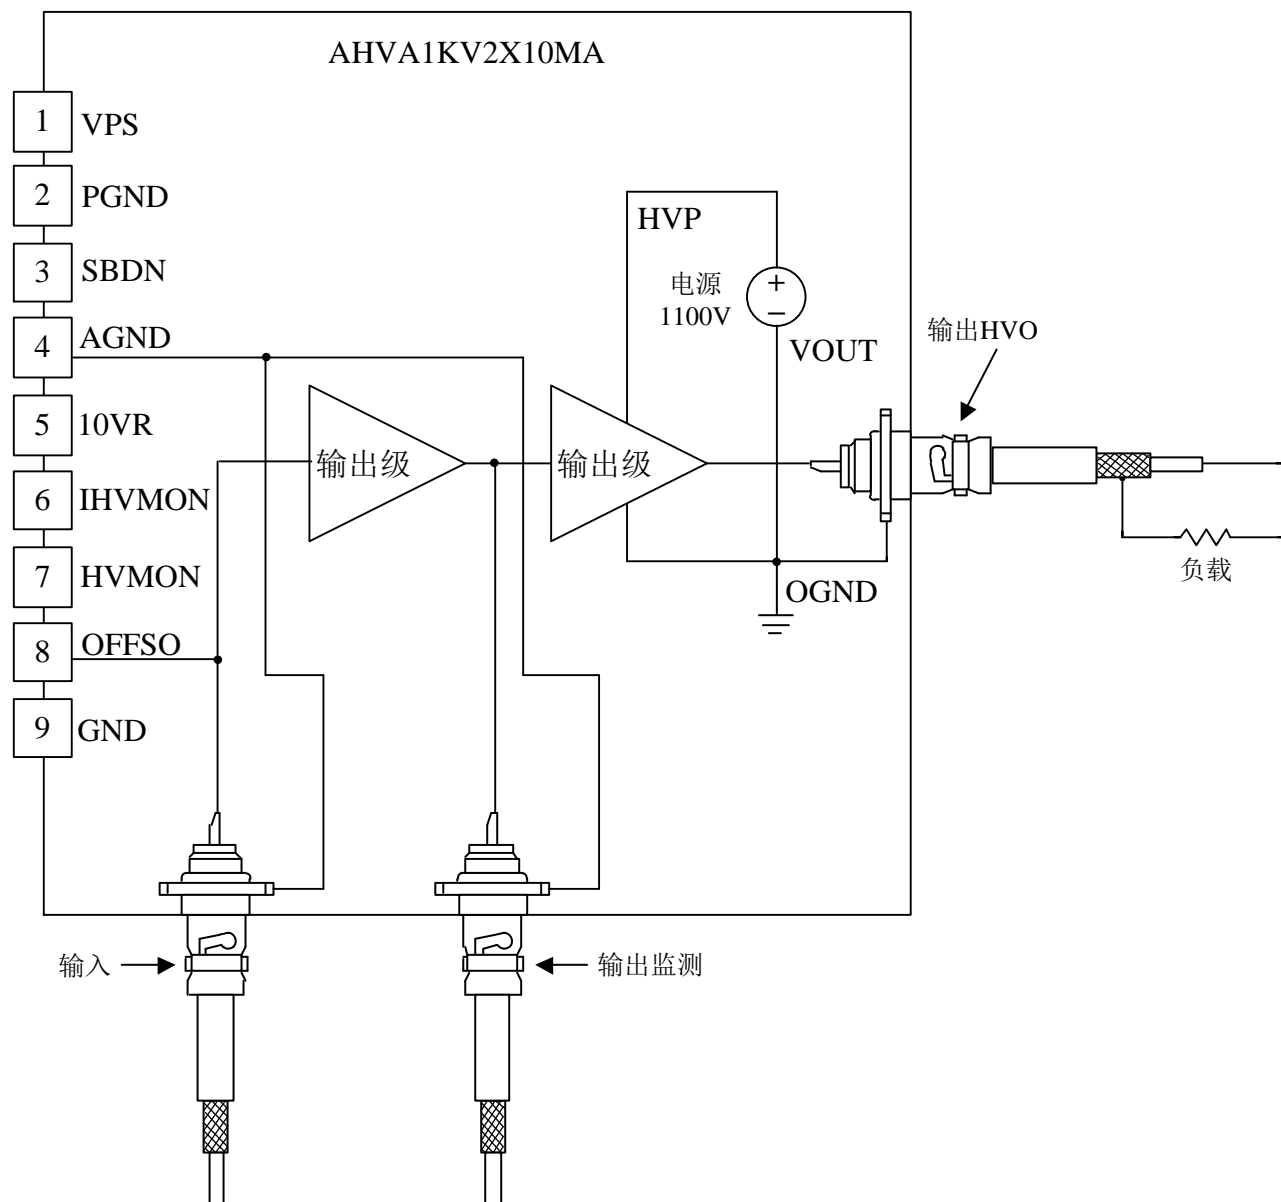 AHVA1KV2X10MA
1 VPS
2 PGND
3 SBDN
4 AGND
5 10VR
6 IHVMON
7 HVMON
8 OFFSO
9 GND
HVP
电源
1100V
+
−
VOUT
输出HVO
输出级
输出级
负载
OGND
输入
输出监测